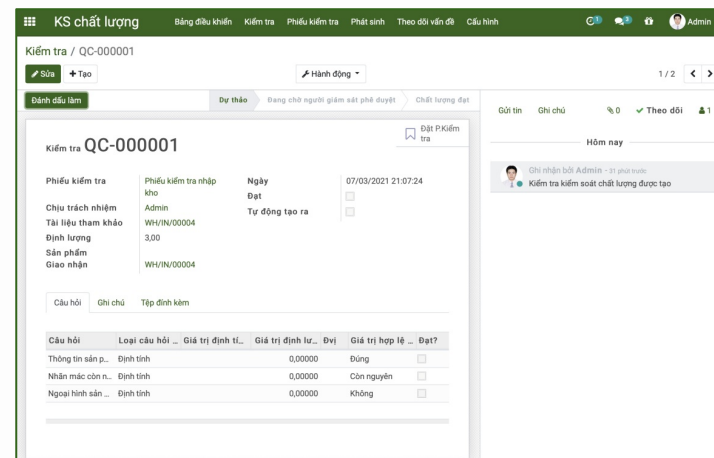 KS chất lượng Bảng điều khiển Kiểm tra Phiếu kiểm tra Phát sinh Theo dõi vấn đề Cấu hình Admin
Kiểm tra / QC-000001
Sửa + Tạo Hành động 1 / 2
Đánh dấu làm Dự thảo Đang chờ người giám sát phê duyệt Chất lượng đạt
Gửi tin Ghi chú 0 Theo dõi 1
Đặt P.Kiểm tra
Hôm nay
Kiểm tra QC-000001
Ghi nhận bởi Admin - 31 phút trước
Kiểm tra kiểm soát chất lượng được tạo
Phiếu kiểm tra Phiếu kiểm tra nhập kho Ngày 07/03/2021 21:07:24
Đạt
Chịu trách nhiệm Admin Tự động tạo ra
Tài liệu tham khảo WH/IN/00004
Định lượng 3,00
Sản phẩm
Giao nhận WH/IN/00004
Câu hỏi Ghi chú Tệp đính kèm
Câu hỏi Loại câu hỏi ... Giá trị định tí... Giá trị định lư... Đvị Giá trị hợp lệ ... Đạt?
Thông tin sản p... Định tính 0,00000 Đúng
Nhãn mác còn n... Định tính 0,00000 Còn nguyên
Ngoại hình sản ... Định tính 0,00000 Không